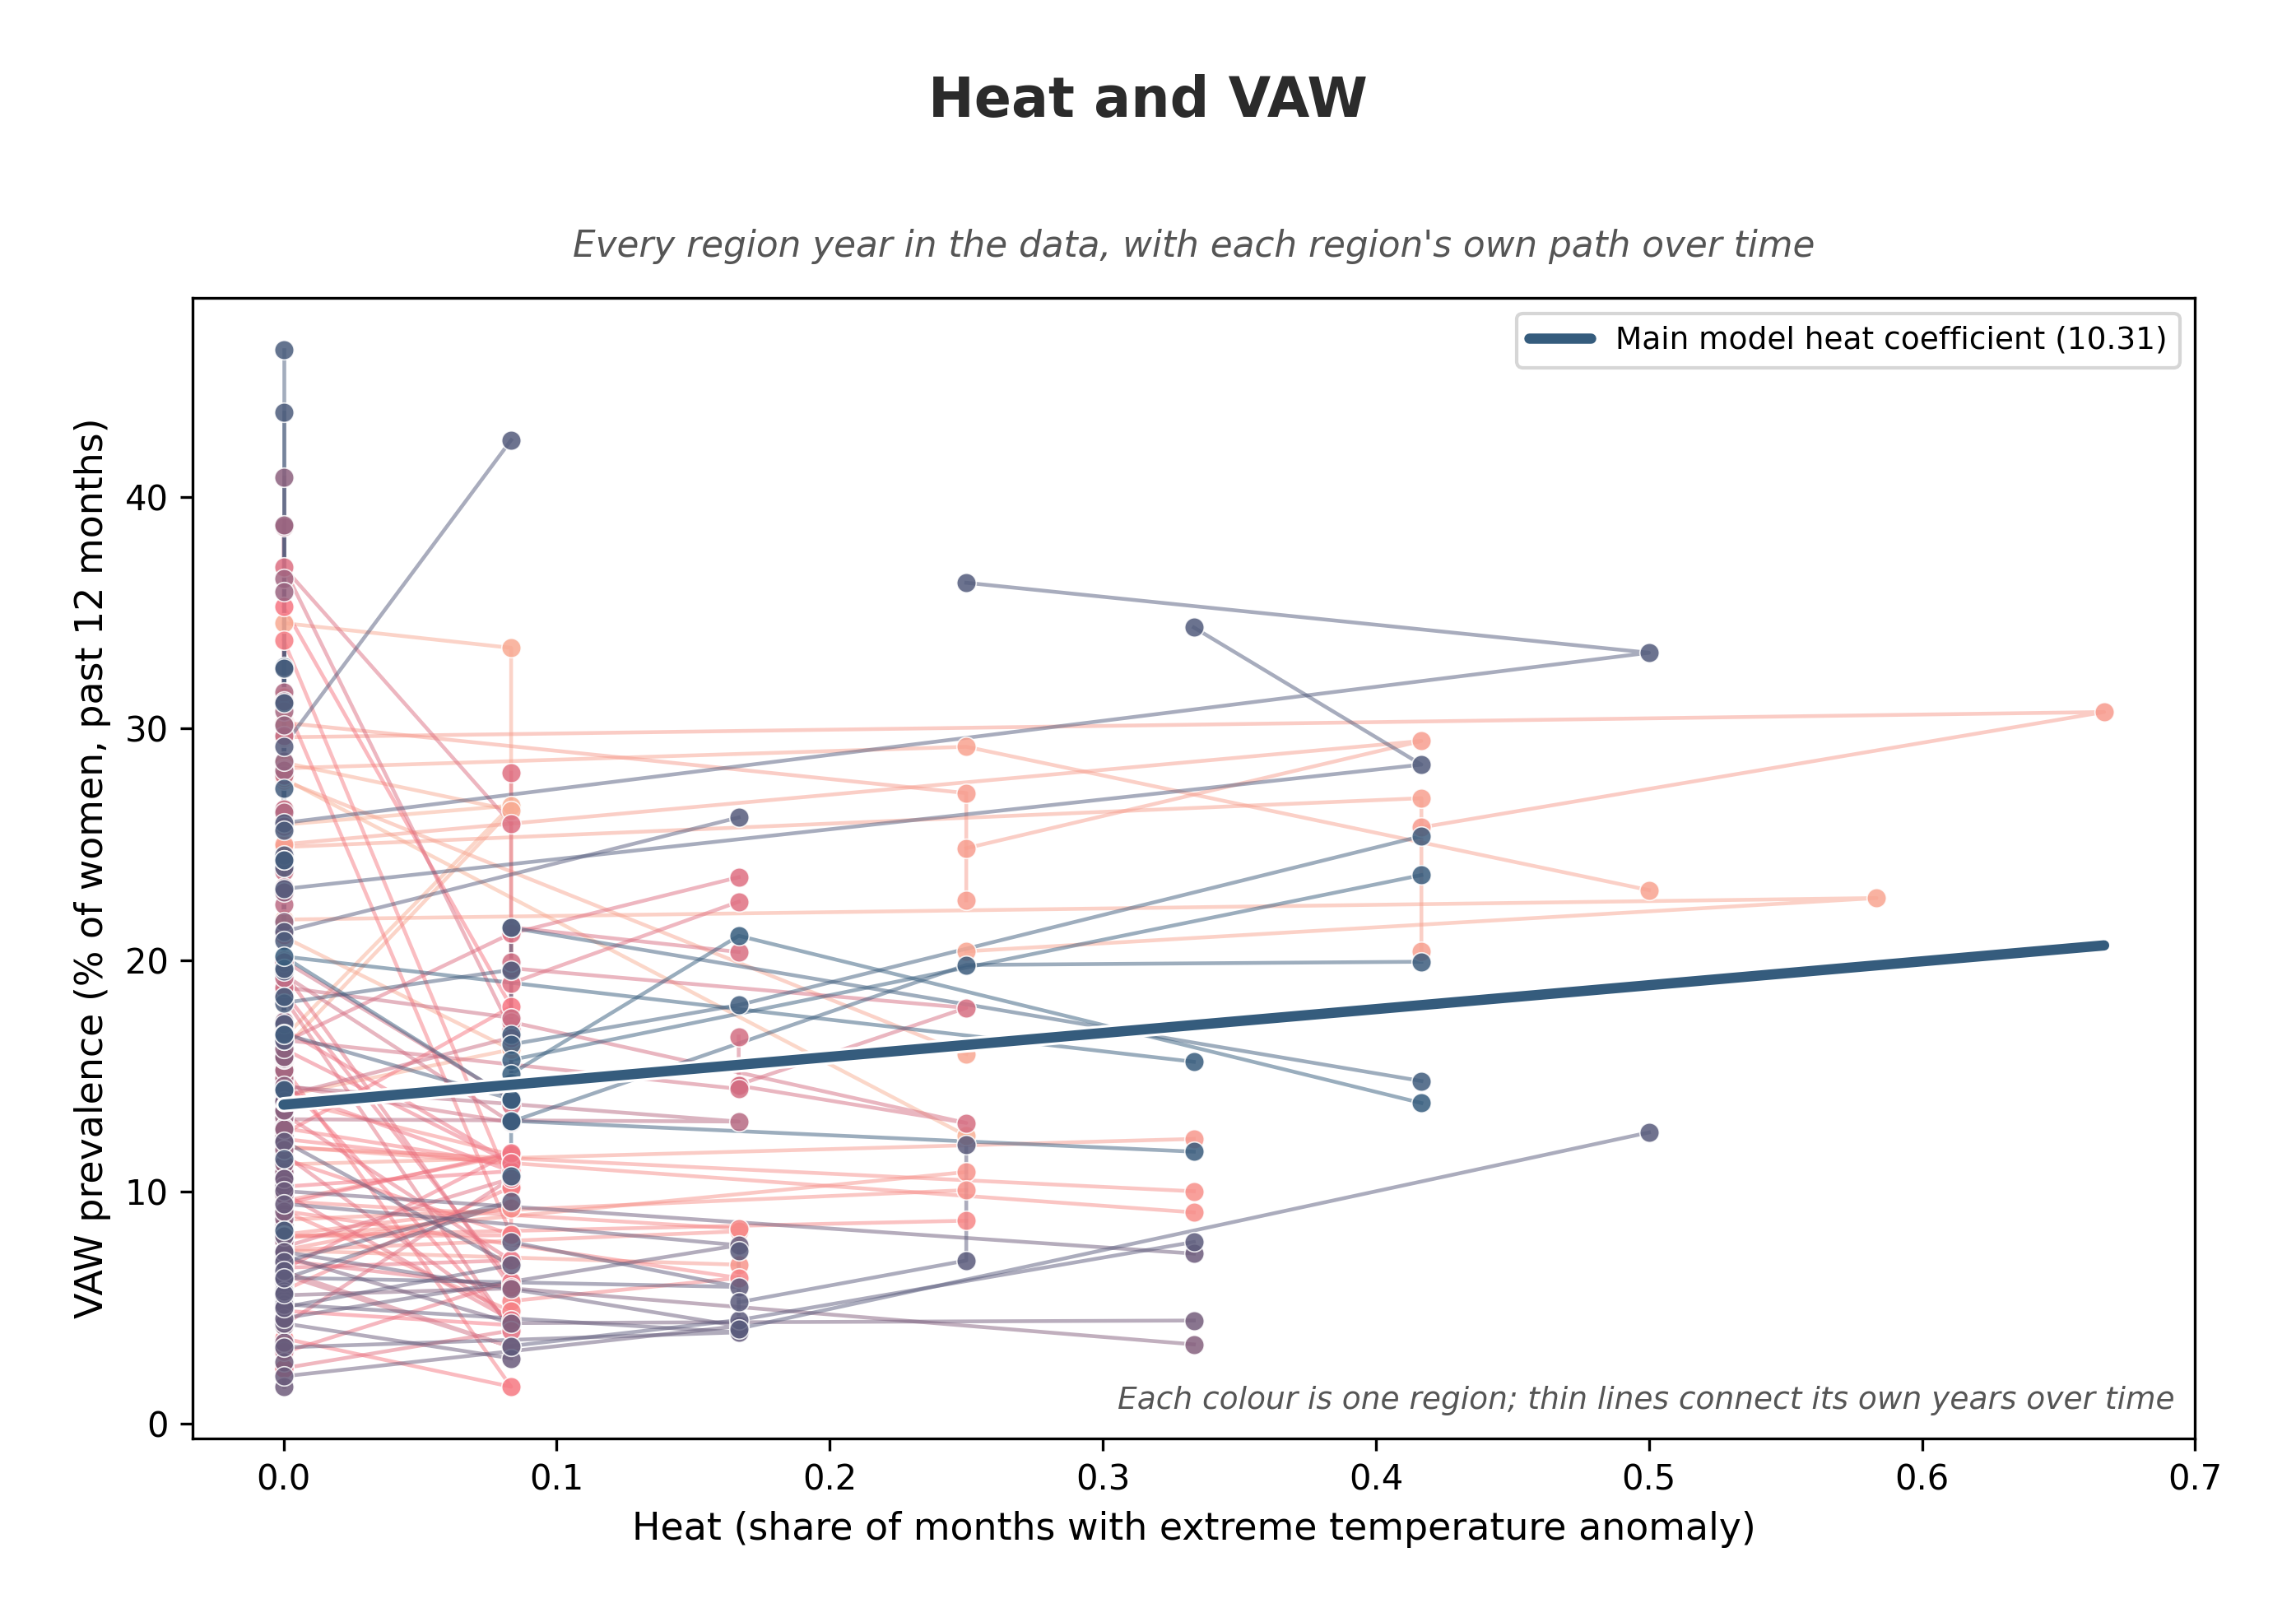 Heat and VAW
Every region year in the data, with each region's own path over time
Main model heat coefficient (10.31)
VAW prevalence (% of women, past 12 months)
40
30
20
10
0
Each colour is one region; thin lines connect its own years over time
0.0 0.1 0.2 0.3 0.4 0.5 0.6 0.7
Heat (share of months with extreme temperature anomaly)